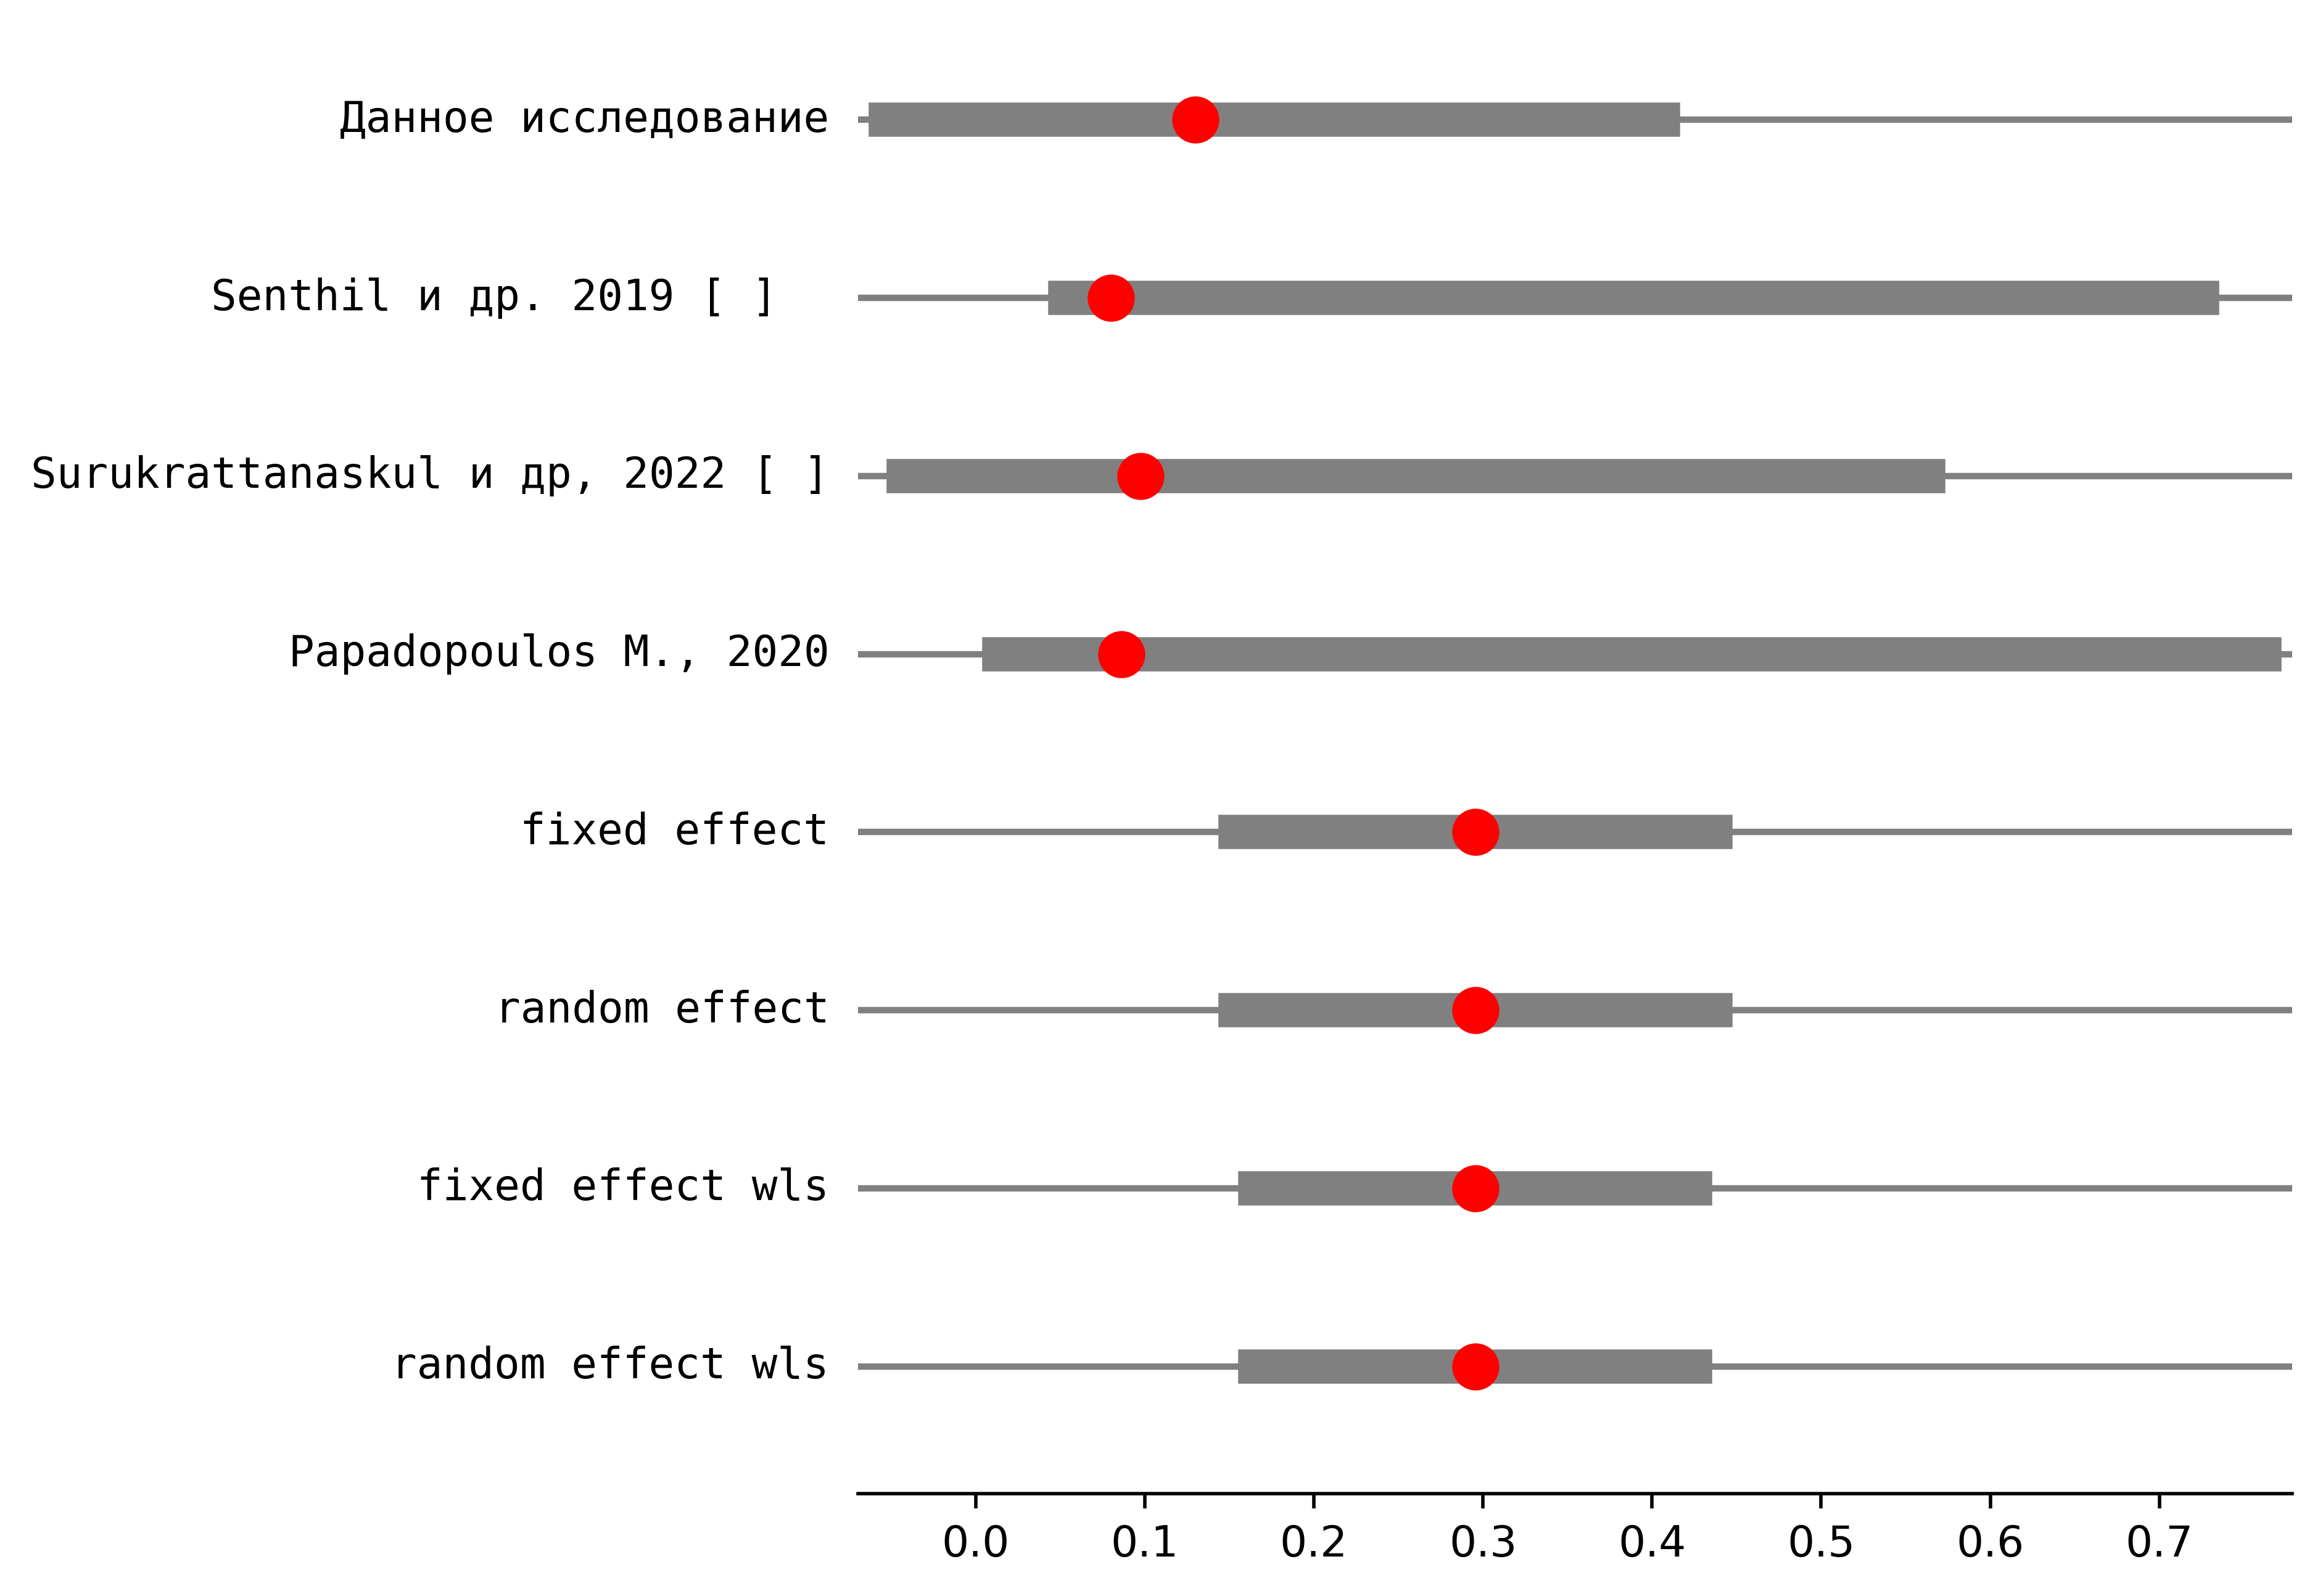 Данное исследование
Senthil и др. 2019 [ ]
Surukrattanaskul и др, 2022 [ ]
Papadopoulos M., 2020
fixed effect
random effect
fixed effect wls
random effect wls
0.0 0.1 0.2 0.3 0.4 0.5 0.6 0.7